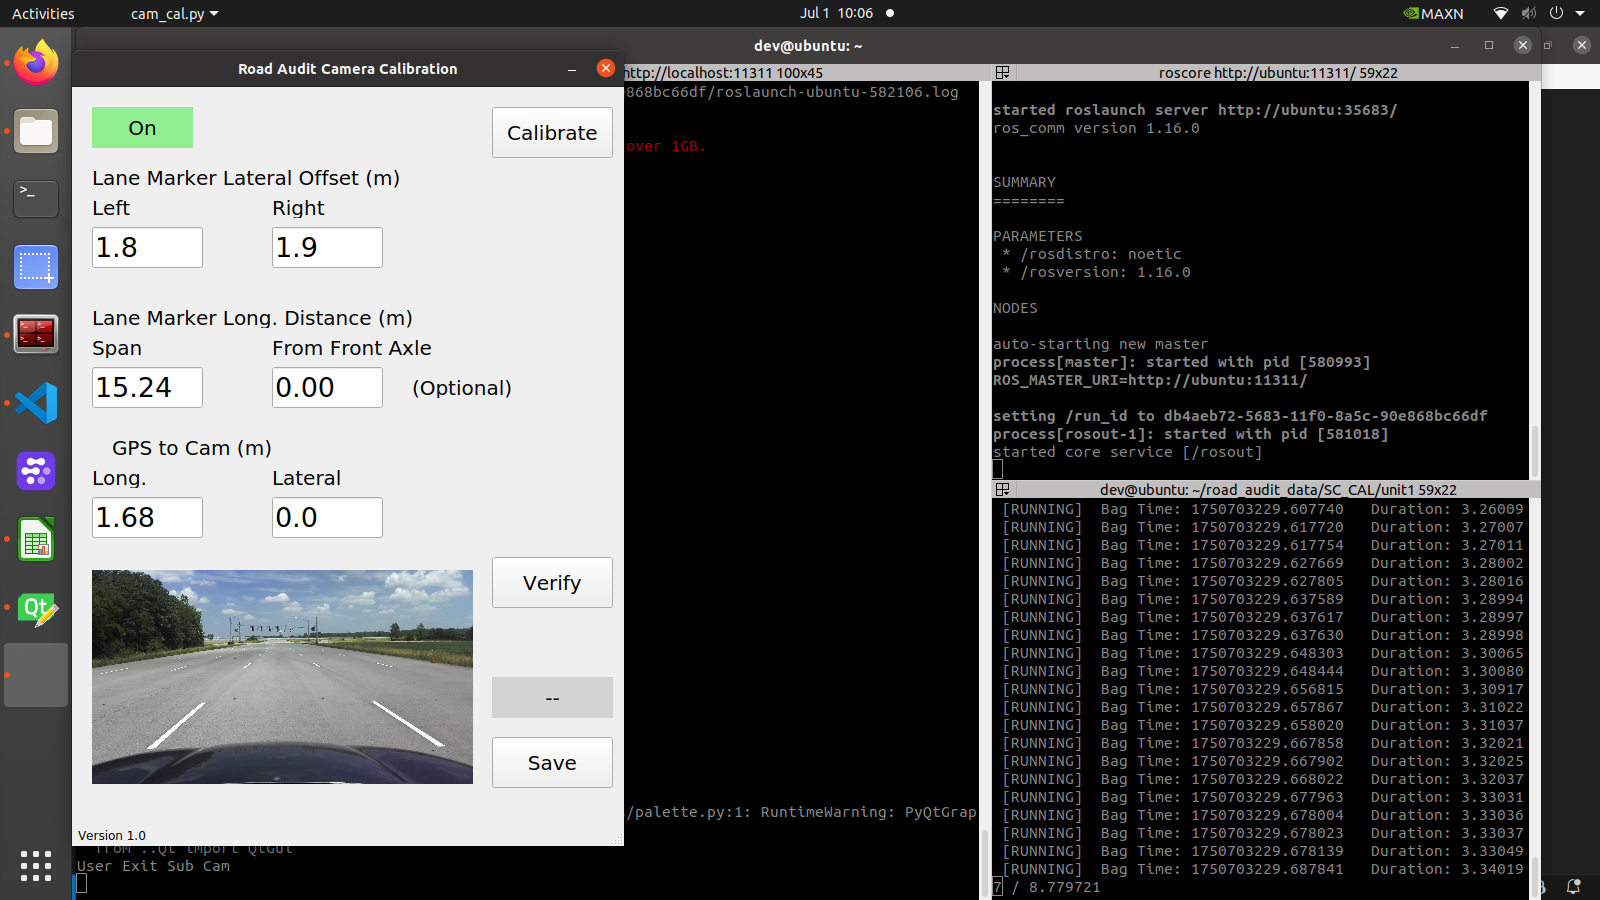 Activities
cam_cal.py
Jul 1 10:06
MAXN
dev@ubuntu: ~
Road Audit Camera Calibration
On
Calibrate
Lane Marker Lateral Offset (m)
Left
Right
1.8
1.9
Lane Marker Long. Distance (m)
Span
From Front Axle
15.24
0.00
(Optional)
GPS to Cam (m)
Long.
Lateral
1.68
0.0
Verify
--
Save
Version 1.0
http://localhost:11311 100x45
868bc66df/roslaunch-ubuntu-582106.log
over 1GB.
/palette.py:1: RuntimeWarning: PyQtGrap
from ..Qt import QtGui
User Exit Sub Cam
roscore http://ubuntu:11311/ 59x22
started roslaunch server http://ubuntu:35683/
ros_comm version 1.16.0
SUMMARY
========
PARAMETERS
* /rosdistro: noetic
* /rosversion: 1.16.0
NODES
auto-starting new master
process[master]: started with pid [580993]
ROS_MASTER_URI=http://ubuntu:11311/
setting /run_id to db4aeb72-5683-11f0-8a5c-90e868bc66df
process[rosout-1]: started with pid [581018]
started core service [/rosout]
dev@ubuntu: ~/road_audit_data/SC_CAL/unit1 59x22
[RUNNING] Bag Time: 1750703229.607740 Duration: 3.26009
[RUNNING] Bag Time: 1750703229.617720 Duration: 3.27007
[RUNNING] Bag Time: 1750703229.617754 Duration: 3.27011
[RUNNING] Bag Time: 1750703229.627669 Duration: 3.28002
[RUNNING] Bag Time: 1750703229.627805 Duration: 3.28016
[RUNNING] Bag Time: 1750703229.637589 Duration: 3.28994
[RUNNING] Bag Time: 1750703229.637617 Duration: 3.28997
[RUNNING] Bag Time: 1750703229.637630 Duration: 3.28998
[RUNNING] Bag Time: 1750703229.648303 Duration: 3.30065
[RUNNING] Bag Time: 1750703229.648444 Duration: 3.30080
[RUNNING] Bag Time: 1750703229.656815 Duration: 3.30917
[RUNNING] Bag Time: 1750703229.657867 Duration: 3.31022
[RUNNING] Bag Time: 1750703229.658020 Duration: 3.31037
[RUNNING] Bag Time: 1750703229.667858 Duration: 3.32021
[RUNNING] Bag Time: 1750703229.667902 Duration: 3.32025
[RUNNING] Bag Time: 1750703229.668022 Duration: 3.32037
[RUNNING] Bag Time: 1750703229.677963 Duration: 3.33031
[RUNNING] Bag Time: 1750703229.678004 Duration: 3.33036
[RUNNING] Bag Time: 1750703229.678023 Duration: 3.33037
[RUNNING] Bag Time: 1750703229.678139 Duration: 3.33049
[RUNNING] Bag Time: 1750703229.687841 Duration: 3.34019
7 / 8.779721